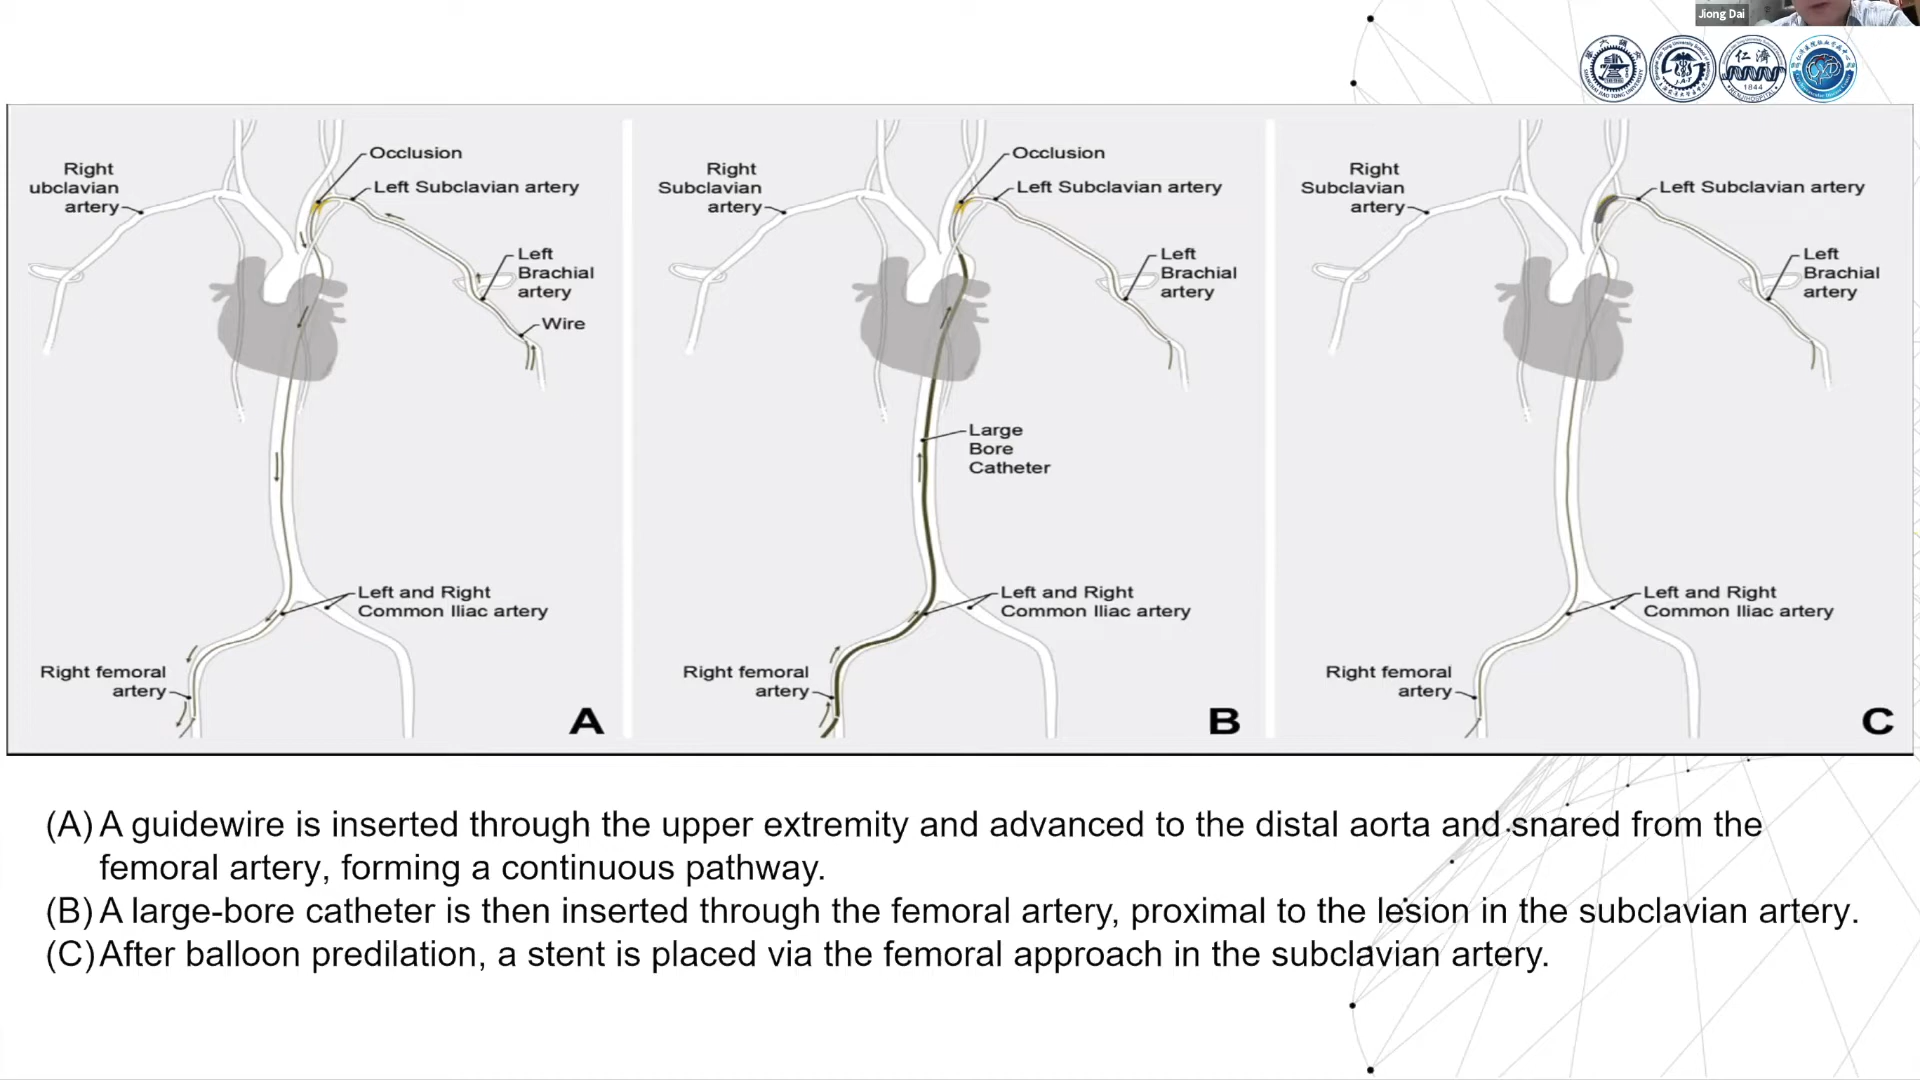 Jiong Dai
仁濟
1844
Right
ubclavian
artery
Occlusion
Left Subclavian artery
Left
Brachial
artery
Wire
Left and Right
Common Iliac artery
Right femoral
artery
A
Right
Subclavian
artery
Occlusion
Left Subclavian artery
Left
Brachial
artery
Large
Bore
Catheter
Left and Right
Common Iliac artery
Right femoral
artery
B
Right
Subclavian
artery
Left Subclavian artery
Left
Brachial
artery
Left and Right
Common Iliac artery
Right femoral
artery
C
(A) A guidewire is inserted through the upper extremity and advanced to the distal aorta and snared from the
femoral artery, forming a continuous pathway.
(B) A large-bore catheter is then inserted through the femoral artery, proximal to the lesion in the subclavian artery.
(C) After balloon predilation, a stent is placed via the femoral approach in the subclavian artery.